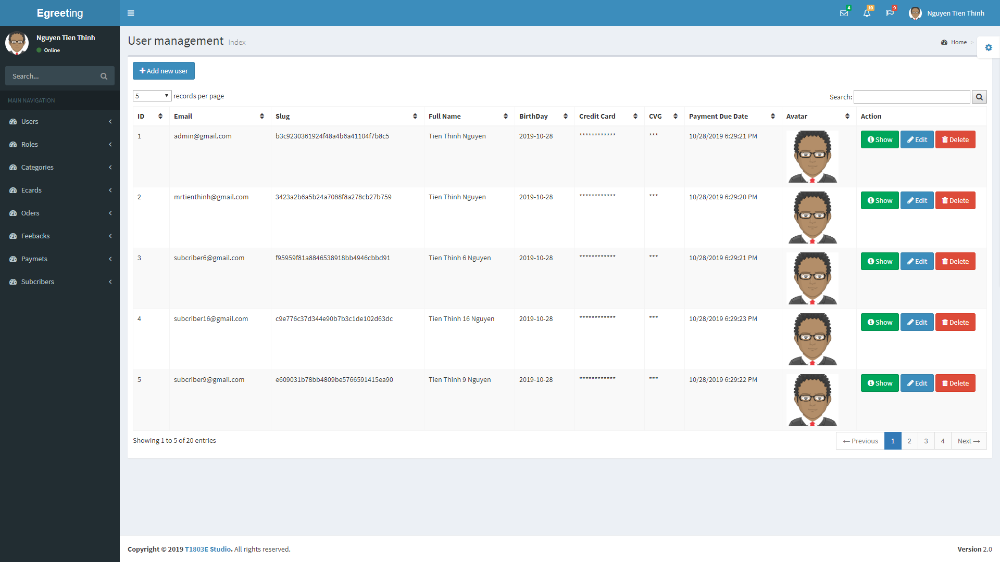 Egreeting
4
10
9
Nguyen Tien Thinh
Nguyen Tien Thinh
Online
Search...
MAIN NAVIGATION
Users
Roles
Categories
Ecards
Oders
Feebacks
Paymets
Subcribers
User management Index
Home >
Add new user
5 records per page
Search:
ID Email Slug Full Name BirthDay Credit Card CVG Payment Due Date Avatar Action
1 admin@gmail.com b3c9230361924f48a4b6a41104f7b8c5 Tien Thinh Nguyen 2019-10-28 ************ *** 10/28/2019 6:29:21 PM Show Edit Delete
2 mrtienthinh@gmail.com 3423a2b6a5b24a7088f8a278cb27b759 Tien Thinh Nguyen 2019-10-28 ************ *** 10/28/2019 6:29:20 PM Show Edit Delete
3 subcriber6@gmail.com f95959f81a8846538918bb4946cbbd91 Tien Thinh 6 Nguyen 2019-10-28 ************ *** 10/28/2019 6:29:21 PM Show Edit Delete
4 subcriber16@gmail.com c9e776c37d344e90b7b3c1de102d63dc Tien Thinh 16 Nguyen 2019-10-28 ************ *** 10/28/2019 6:29:23 PM Show Edit Delete
5 subcriber9@gmail.com e609031b78bb4809be5766591415ea90 Tien Thinh 9 Nguyen 2019-10-28 ************ *** 10/28/2019 6:29:22 PM Show Edit Delete
Showing 1 to 5 of 20 entries
← Previous 1 2 3 4 Next →
Copyright © 2019 T1803E Studio. All rights reserved.
Version 2.0